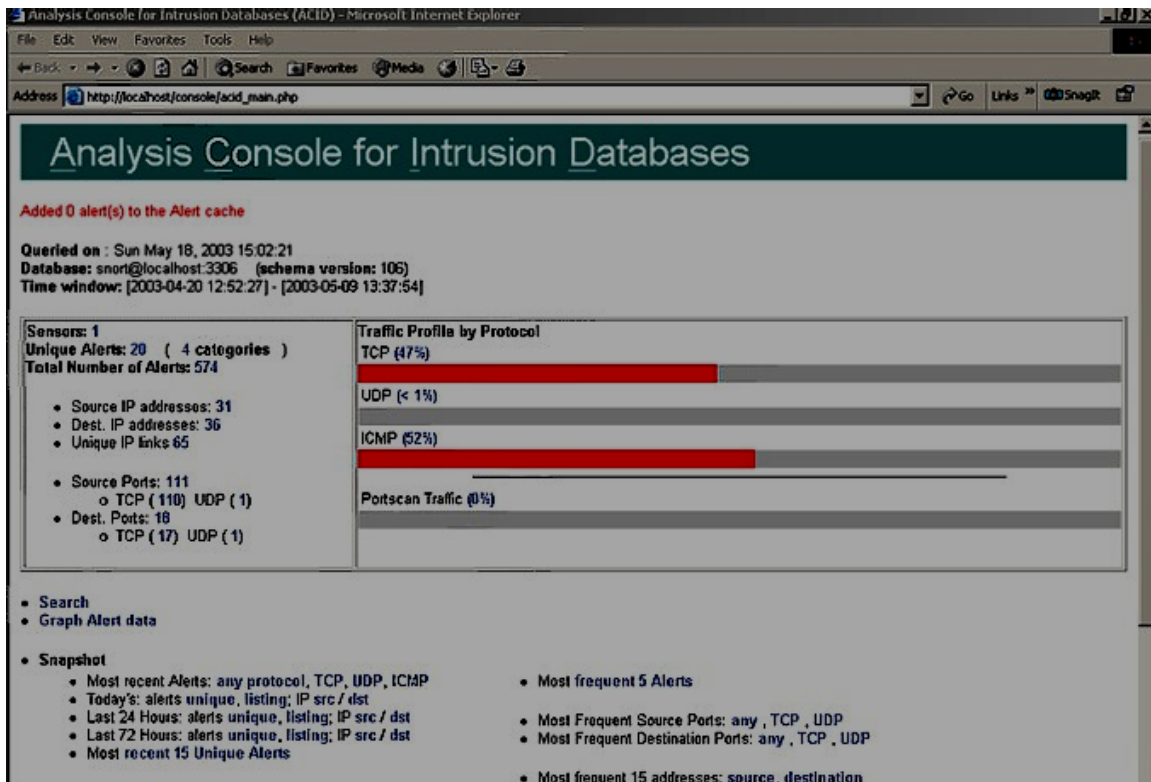 Analysis Console for Intrusion Databases (ACID) - Microsoft Internet Explorer
File Edit View Favorites Tools Help
Back Search Favorites Media
Address http://localhost/console/acid_main.php Go Links » SnagIt
Analysis Console for Intrusion Databases
Added 0 alert(s) to the Alert cache
Queried on : Sun May 18, 2003 15:02:21
Database: snort@localhost:3306 (schema version: 106)
Time window: [2003-04-20 12:52:27] - [2003-05-09 13:37:54]
Sensors: 1
Unique Alerts: 20 ( 4 categories )
Total Number of Alerts: 574
• Source IP addresses: 31
• Dest. IP addresses: 36
• Unique IP links 65
• Source Ports: 111
o TCP ( 110) UDP ( 1)
• Dest. Ports: 18
o TCP ( 17) UDP ( 1)
Traffic Profile by Protocol
TCP (47%)
UDP (< 1%)
ICMP (52%)
Portscan Traffic (0%)
• Search
• Graph Alert data
• Snapshot
• Most recent Alerts: any protocol, TCP, UDP, ICMP
• Today's: alerts unique, listing; IP src / dst
• Last 24 Hours: alerts unique, listing; IP src / dst
• Last 72 Hours: alerts unique, listing; IP src / dst
• Most recent 15 Unique Alerts
• Most frequent 5 Alerts
• Most Frequent Source Ports: any , TCP , UDP
• Most Frequent Destination Ports: any , TCP , UDP
• Most frequent 15 addresses: source, destination